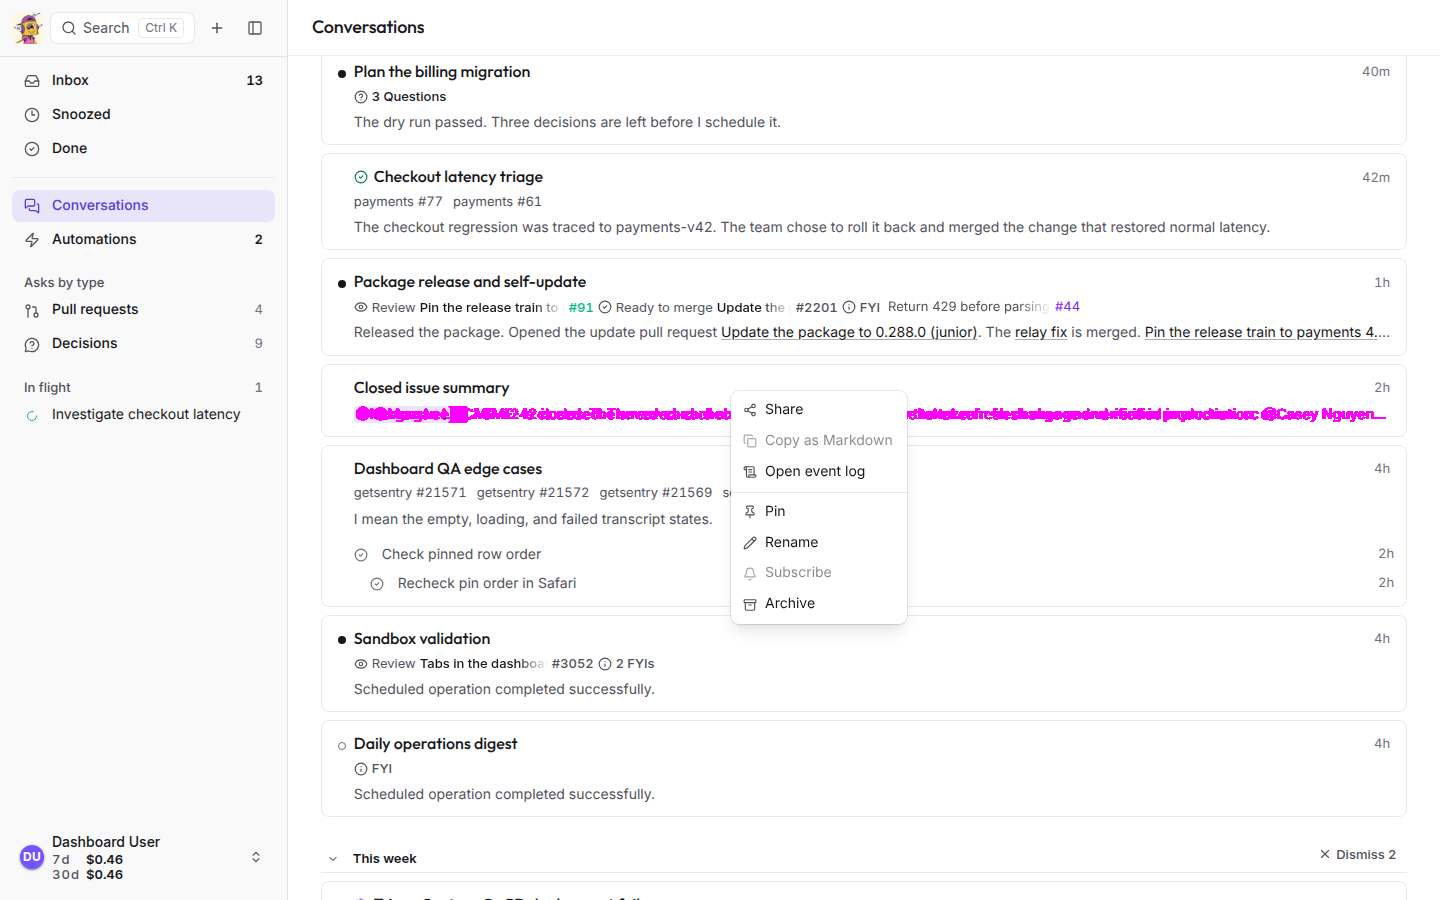 Search Ctrl K
Inbox 13
Snoozed
Done
Conversations
Automations 2
Asks by type
Pull requests 4
Decisions 9
In flight 1
Investigate checkout latency
Dashboard User
7d $0.46
30d $0.46
DU
Conversations
Plan the billing migration 40m
3 Questions
The dry run passed. Three decisions are left before I schedule it.
Checkout latency triage 42m
payments #77 payments #61
The checkout regression was traced to payments-v42. The team chose to roll it back and merged the change that restored normal latency.
Package release and self-update 1h
Review Pin the release train to #91 Ready to merge Update the #2201 FYI Return 429 before parsing #44
Released the package. Opened the update pull request Update the package to 0.288.0 (junior). The relay fix is merged. Pin the release train to payments 4....
Closed issue summary 2h
@Casey Nguyen
Share
Copy as Markdown
Open event log
Pin
Rename
Subscribe
Archive
Dashboard QA edge cases 4h
getsentry #21571 getsentry #21572 getsentry #21569
I mean the empty, loading, and failed transcript states.
Check pinned row order 2h
Recheck pin order in Safari 2h
Sandbox validation 4h
Review Tabs in the dashboa #3052 2 FYIs
Scheduled operation completed successfully.
Daily operations digest 4h
FYI
Scheduled operation completed successfully.
This week Dismiss 2